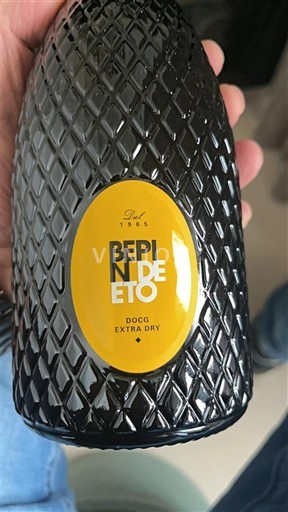 Dal
1965
BEPI
N DE
ETO
DOCG
EXTRA DRY